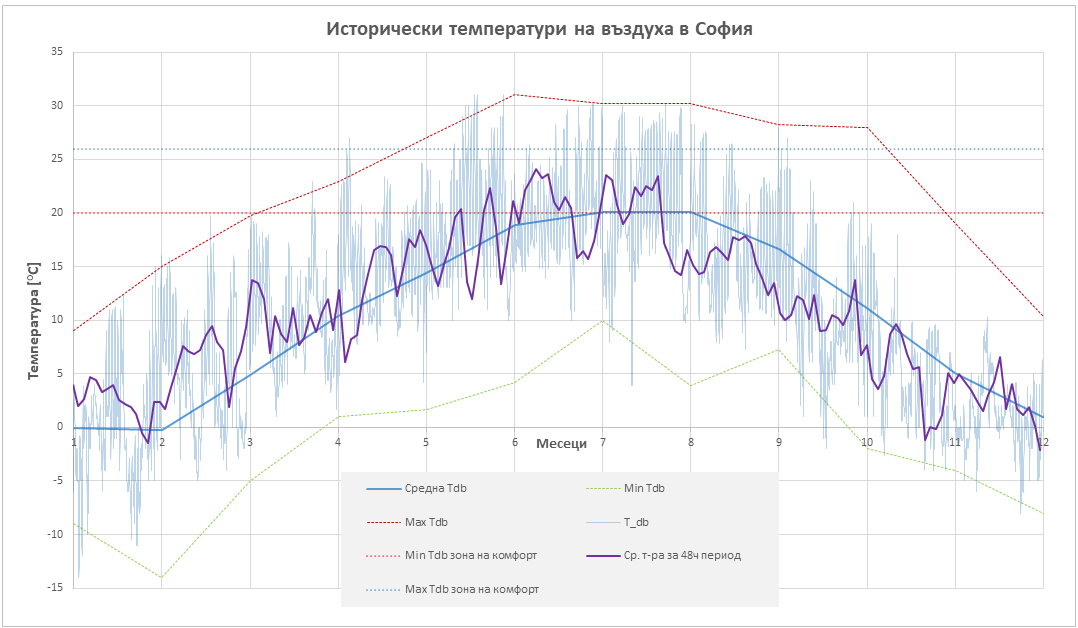 Исторически температури на въздуха в София
Температура [°C]
35
30
25
20
15
10
5
0
-5
-10
-15
1 2 3 4 5 6 7 8 9 10 11 12
Месеци
Средна Tdb
Min Tdb
Max Tdb
T_db
Min Tdb зона на комфорт
Ср. т-ра за 48ч период
Max Tdb зона на комфорт